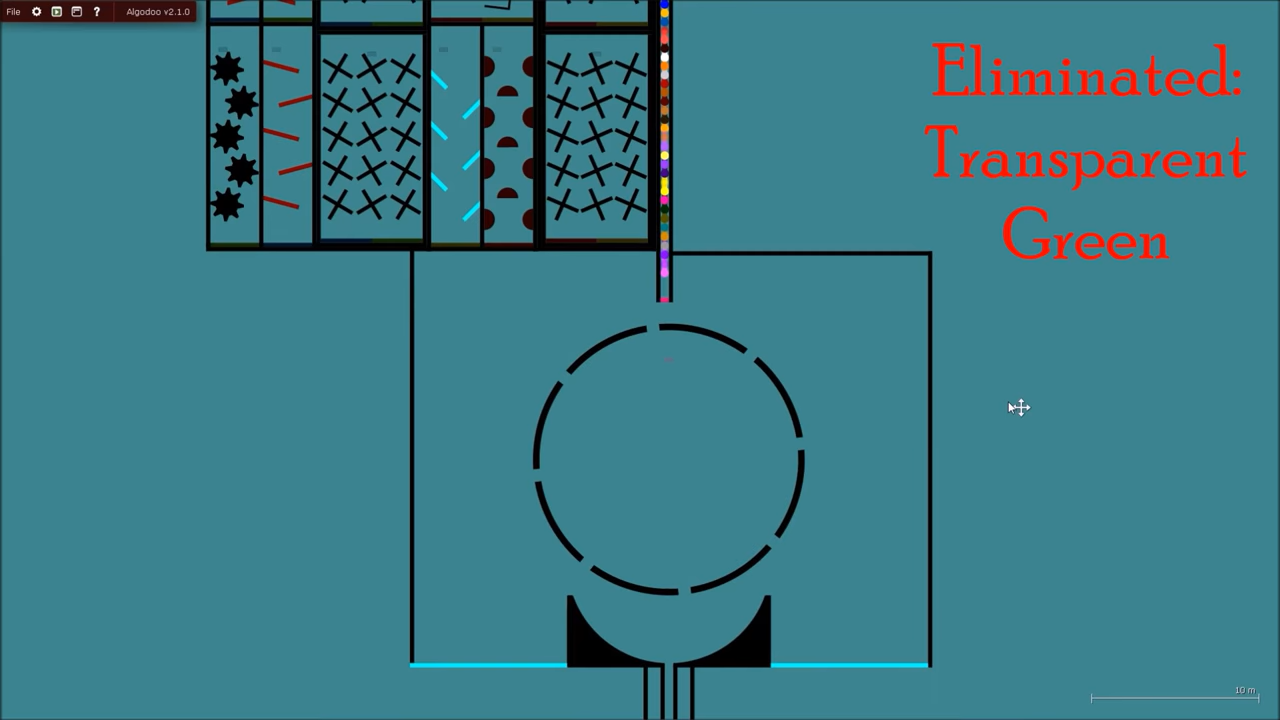 File ? Algodoo v2.1.0
Eliminated:
Transparent
Green
10 m